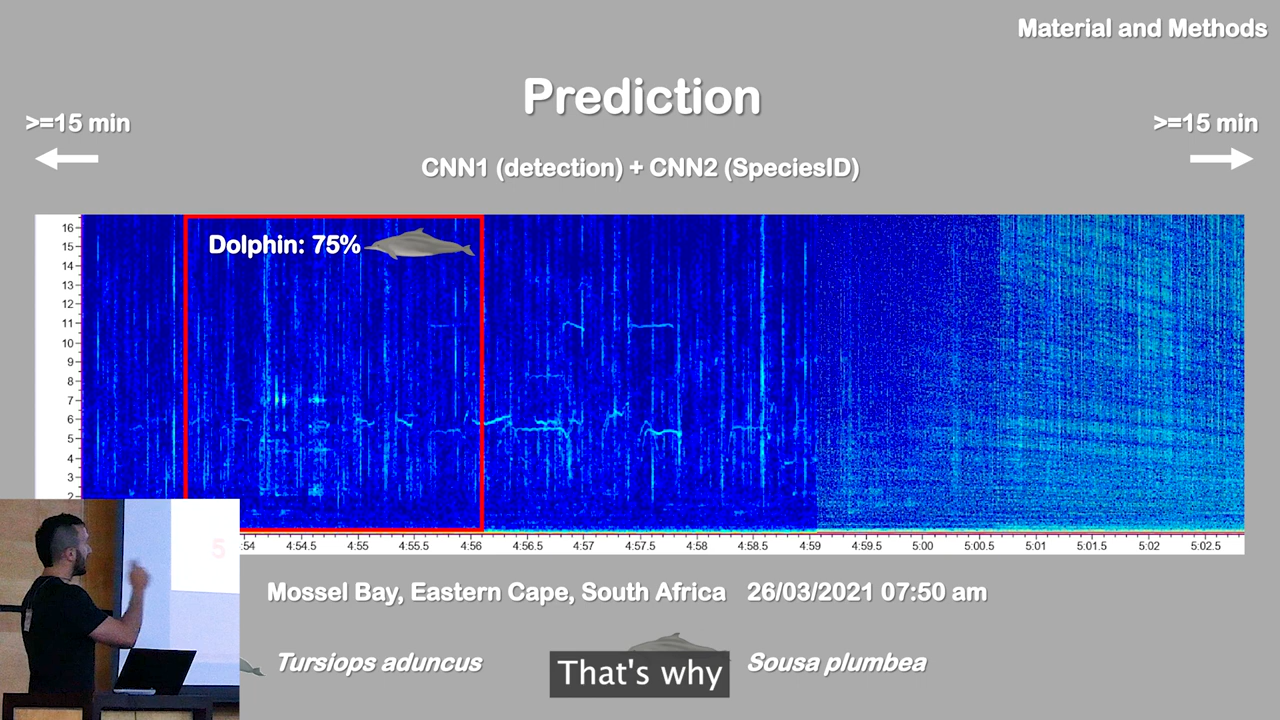 Material and Methods
Prediction
>=15 min
>=15 min
CNN1 (detection) + CNN2 (SpeciesID)
Dolphin: 75%
16
15
14
13
12
11
10
9
8
7
6
5
4
3
2
5
:54 4:54.5 4:55 4:55.5 4:56 4:56.5 4:57 4:57.5 4:58 4:58.5 4:59 4:59.5 5:00 5:00.5 5:01 5:01.5 5:02 5:02.5
Mossel Bay, Eastern Cape, South Africa 26/03/2021 07:50 am
Tursiops aduncus
Sousa plumbea
That's why